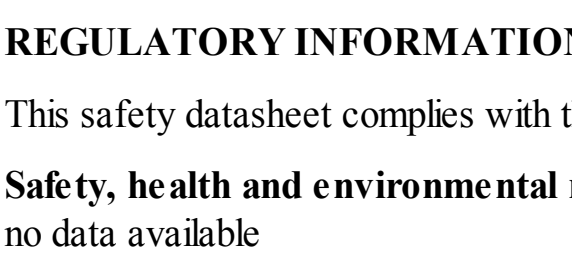 REGULATORY INFORMATION
This safety datasheet complies with
Safety, health and environmental
no data available